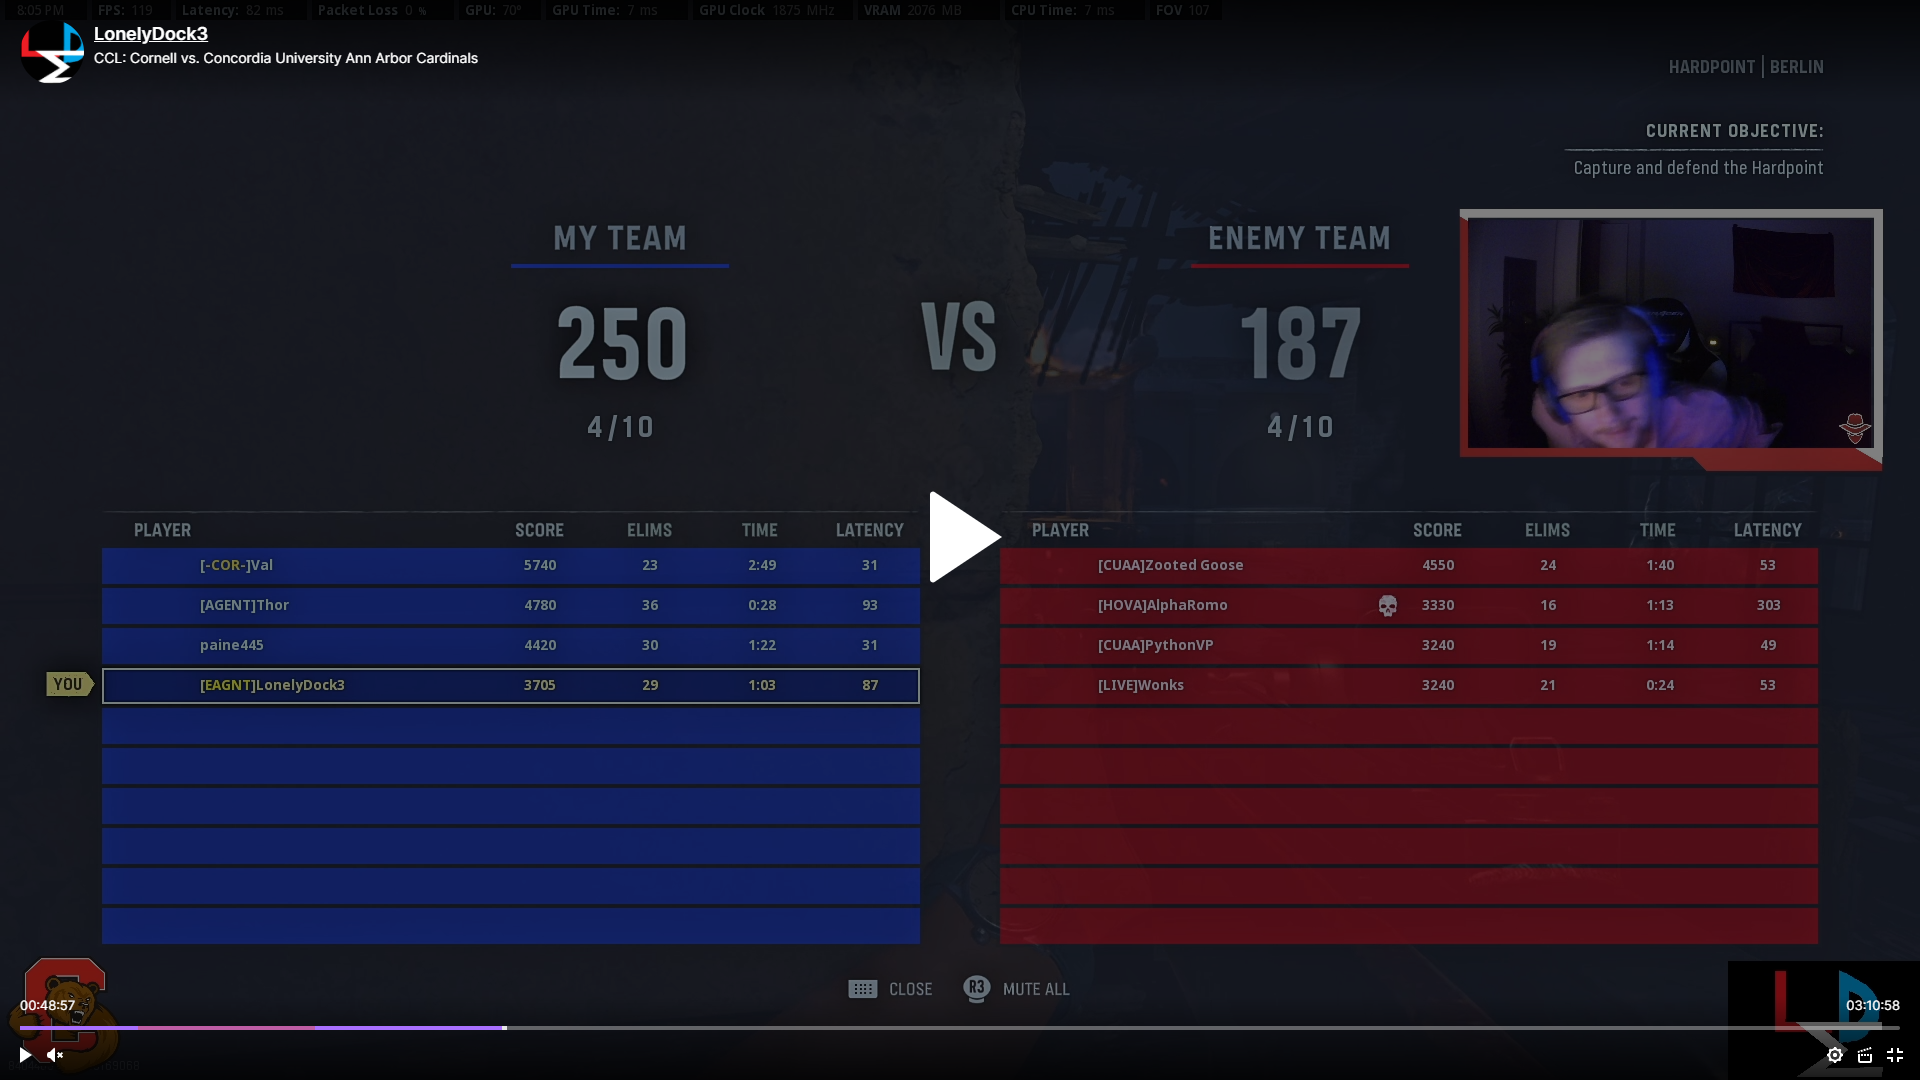 8:05 PM FPS: 119 Latency: 82 ms Packet Loss 0 % GPU: 70° GPU Time: 7 ms GPU Clock 1875 MHz VRAM 2076 MB CPU Time: 7 ms FOV 107
LonelyDock3
CCL: Cornell vs. Concordia University Ann Arbor Cardinals
HARDPOINT | BERLIN
CURRENT OBJECTIVE:
Capture and defend the Hardpoint
MY TEAM
ENEMY TEAM
250 VS 187
4/10
4/10
PLAYER SCORE ELIMS TIME LATENCY
[-COR-]Val 5740 23 2:49 31
[AGENT]Thor 4780 36 0:28 93
paine445 4420 30 1:22 31
YOU [EAGNT]LonelyDock3 3705 29 1:03 87
PLAYER SCORE ELIMS TIME LATENCY
[CUAA]Zooted Goose 4550 24 1:40 53
[HOVA]AlphaRomo 3330 16 1:13 303
[CUAA]PythonVP 3240 19 1:14 49
[LIVE]Wonks 3240 21 0:24 53
CLOSE R3 MUTE ALL
00:48:57
03:10:58
L D